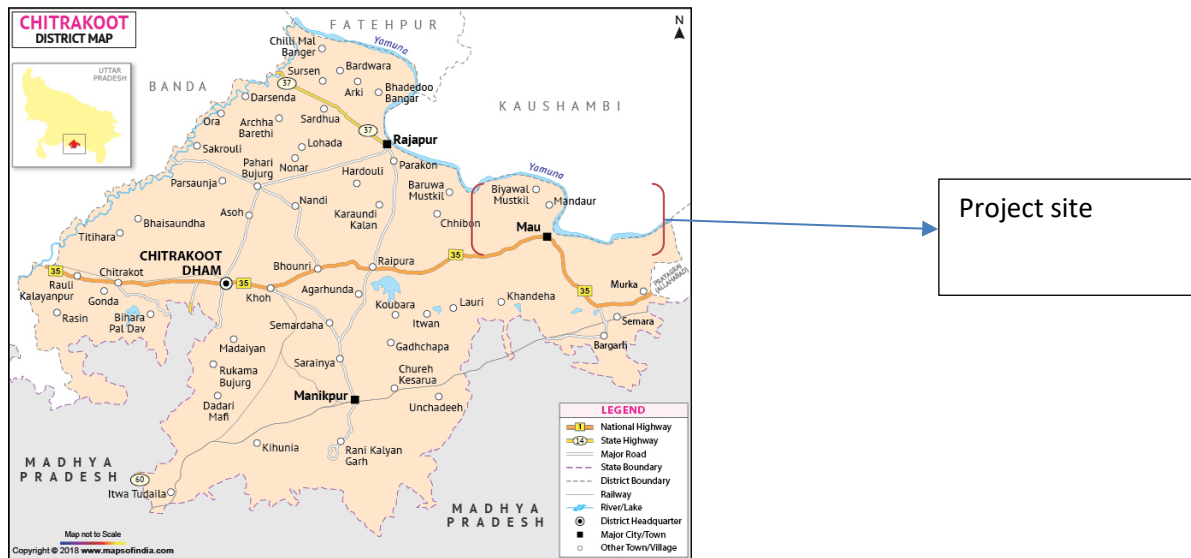 CHITRAKOOT
DISTRICT MAP
UTTAR
PRADESH
N
FATEHPUR
Yamuna
Chilli Mal
Banger
Bardwara
Sursen
Arki
Bhadedoo
Bangar
BANDA
37
KAUSHAMBI
Darsenda
Sardhua
Ora
Archha
Barethi
37
Rajapur
Lohada
Sakrouli
Nonar
Pahari
Bujurg
Parakon
Hardouli
Yamuna
Parsaunja
Baruwa
Mustkil
Biyawal
Mustkil
Mandaur
Project site
Nandi
Karaundi
Kalan
Chhibon
Asoh
Bhaisaundha
Titihara
Mau
CHITRAKOOT
DHAM
Bhounri
Raipura
35
35
Chitrakot
35
Rauli
Kalayanpur
Gonda
Khoh
Agarhunda
PRAYAGRAJ
(ALLAHABAD)
Murka
35
Koubara
Lauri
Khandeha
Rasin
Bihara
Pal Dav
Itwan
Semardaha
Semara
Bargarh
Madaiyan
Gadhchapa
Sarainya
Rukama
Bujurg
Chureh
Kesarua
Dadari
Mafi
Manikpur
Unchadeeh
Kihunia
Rani Kalyan
Garh
MADHYA
PRADESH
60
Itwa Tudaila
MADHYA
PRADESH
LEGEND
1 National Highway
14 State Highway
Major Road
State Boundary
District Boundary
Railway
River/Lake
District Headquarter
Major City/Town
Other Town/Village
Map not to Scale
Copyright © 2018 www.mapsofindia.com